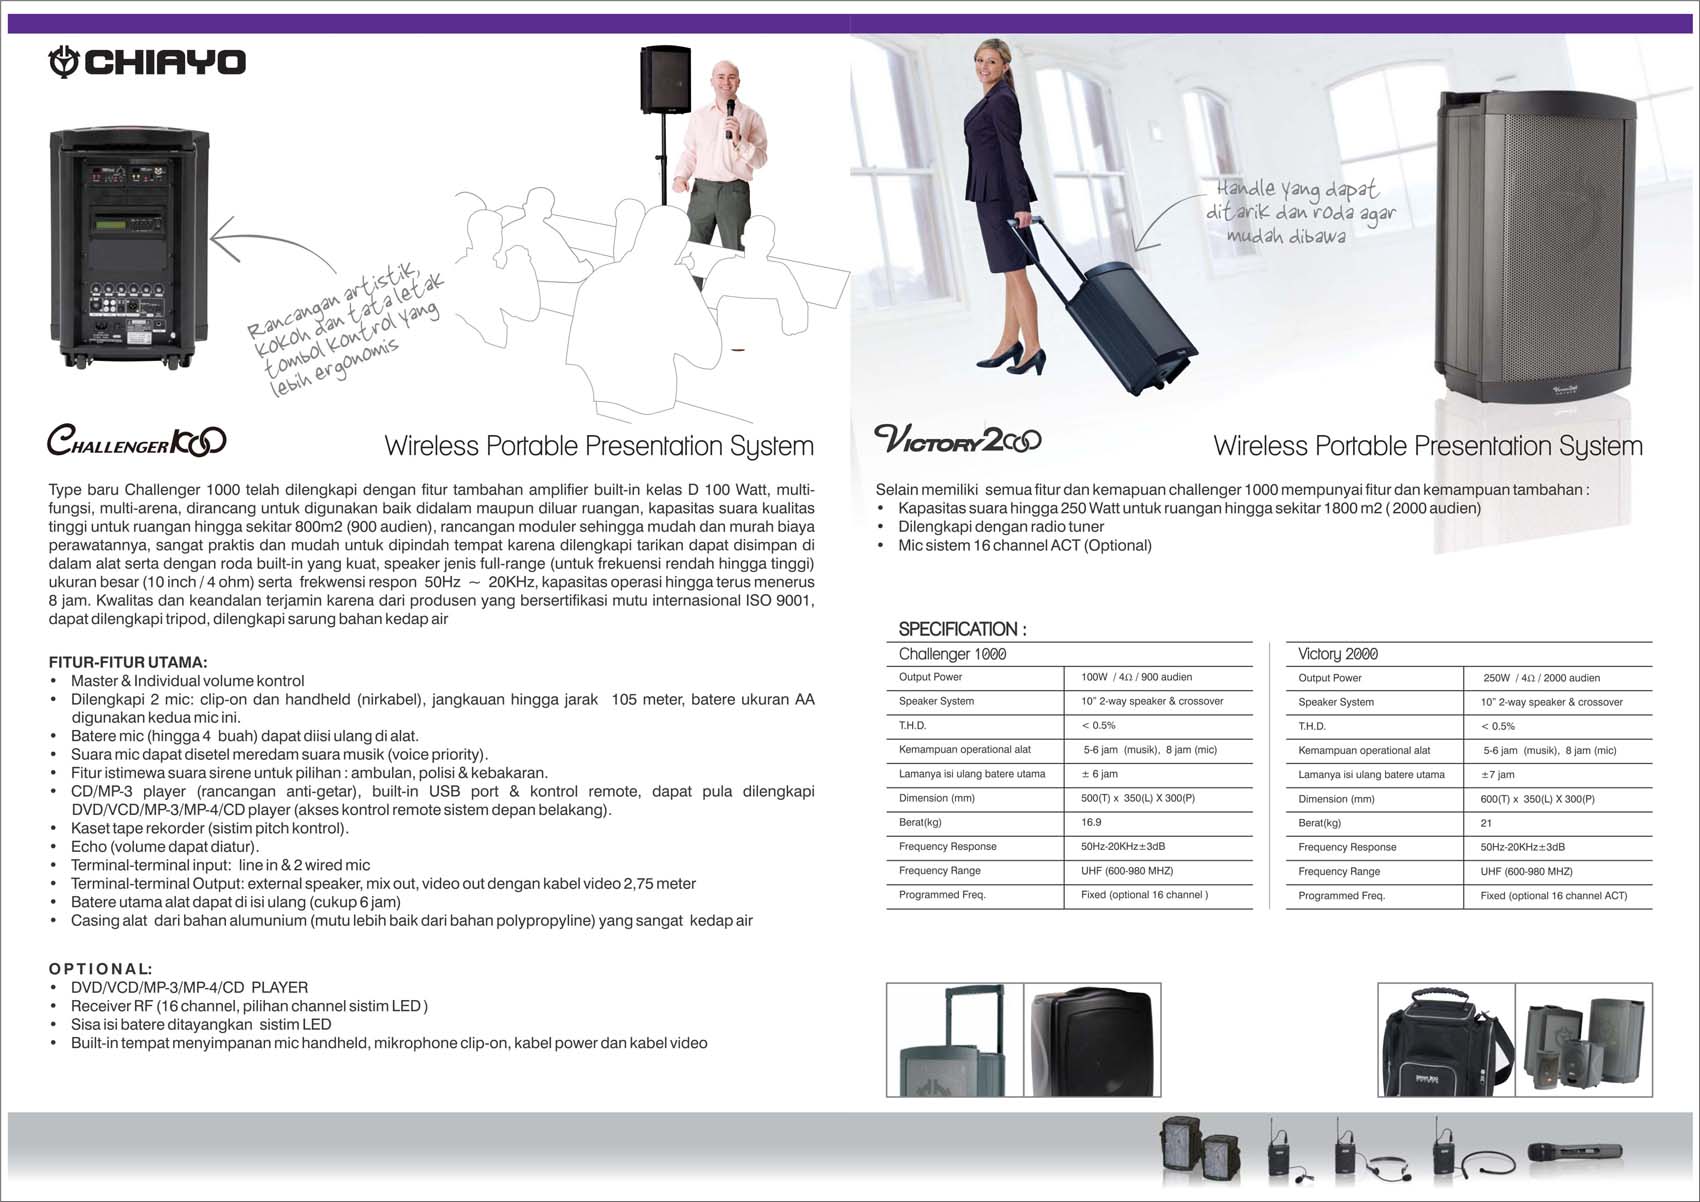 CHIAYO
Rancangan artistik,
kokoh dan tata letak
tombol kontrol yang
lebih ergonomis
CHALLENGER 1000
Wireless Portable Presentation System
Type baru Challenger 1000 telah dilengkapi dengan fitur tambahan amplifier built-in kelas D 100 Watt, multi-
fungsi, multi-arena, dirancang untuk digunakan baik didalam maupun diluar ruangan, kapasitas suara kualitas
tinggi untuk ruangan hingga sekitar 800m2 (900 audien), rancangan moduler sehingga mudah dan murah biaya
perawatannya, sangat praktis dan mudah untuk dipindah tempat karena dilengkapi tarikan dapat disimpan di
dalam alat serta dengan roda built-in yang kuat, speaker jenis full-range (untuk frekuensi rendah hingga tinggi)
ukuran besar (10 inch / 4 ohm) serta frekwensi respon 50Hz ~ 20KHz, kapasitas operasi hingga terus menerus
8 jam. Kwalitas dan keandalan terjamin karena dari produsen yang bersertifikasi mutu internasional ISO 9001,
dapat dilengkapi tripod, dilengkapi sarung bahan kedap air
FITUR-FITUR UTAMA:
• Master & Individual volume kontrol
• Dilengkapi 2 mic: clip-on dan handheld (nirkabel), jangkauan hingga jarak 105 meter, batere ukuran AA
digunakan kedua mic ini.
• Batere mic (hingga 4 buah) dapat diisi ulang di alat.
• Suara mic dapat disetel meredam suara musik (voice priority).
• Fitur istimewa suara sirene untuk pilihan : ambulan, polisi & kebakaran.
• CD/MP-3 player (rancangan anti-getar), built-in USB port & kontrol remote, dapat pula dilengkapi
DVD/VCD/MP-3/MP-4/CD player (akses kontrol remote sistem depan belakang).
• Kaset tape rekorder (sistim pitch kontrol).
• Echo (volume dapat diatur).
• Terminal-terminal input: line in & 2 wired mic
• Terminal-terminal Output: external speaker, mix out, video out dengan kabel video 2,75 meter
• Batere utama alat dapat di isi ulang (cukup 6 jam)
• Casing alat dari bahan alumunium (mutu lebih baik dari bahan polypropyline) yang sangat kedap air
OPTIONAL:
• DVD/VCD/MP-3/MP-4/CD PLAYER
• Receiver RF (16 channel, pilihan channel sistim LED )
• Sisa isi batere ditayangkan sistim LED
• Built-in tempat menyimpanan mic handheld, mikrophone clip-on, kabel power dan kabel video
Handle yang dapat
ditarik dan roda agar
mudah dibawa
VICTORY 2000
Wireless Portable Presentation System
Selain memiliki semua fitur dan kemapuan challenger 1000 mempunyai fitur dan kemampuan tambahan :
• Kapasitas suara hingga 250 Watt untuk ruangan hingga sekitar 1800 m2 ( 2000 audien)
• Dilengkapi dengan radio tuner
• Mic sistem 16 channel ACT (Optional)
SPECIFICATION :
Challenger 1000
Output Power 100W / 4Ω / 900 audien
Speaker System 10" 2-way speaker & crossover
T.H.D. < 0.5%
Kemampuan operational alat 5-6 jam (musik), 8 jam (mic)
Lamanya isi ulang batere utama ± 6 jam
Dimension (mm) 500(T) x 350(L) X 300(P)
Berat(kg) 16.9
Frequency Response 50Hz-20KHz±3dB
Frequency Range UHF (600-980 MHZ)
Programmed Freq. Fixed (optional 16 channel )
Victory 2000
Output Power 250W / 4Ω / 2000 audien
Speaker System 10" 2-way speaker & crossover
T.H.D. < 0.5%
Kemampuan operational alat 5-6 jam (musik), 8 jam (mic)
Lamanya isi ulang batere utama ±7 jam
Dimension (mm) 600(T) x 350(L) X 300(P)
Berat(kg) 21
Frequency Response 50Hz-20KHz±3dB
Frequency Range UHF (600-980 MHZ)
Programmed Freq. Fixed (optional 16 channel ACT)